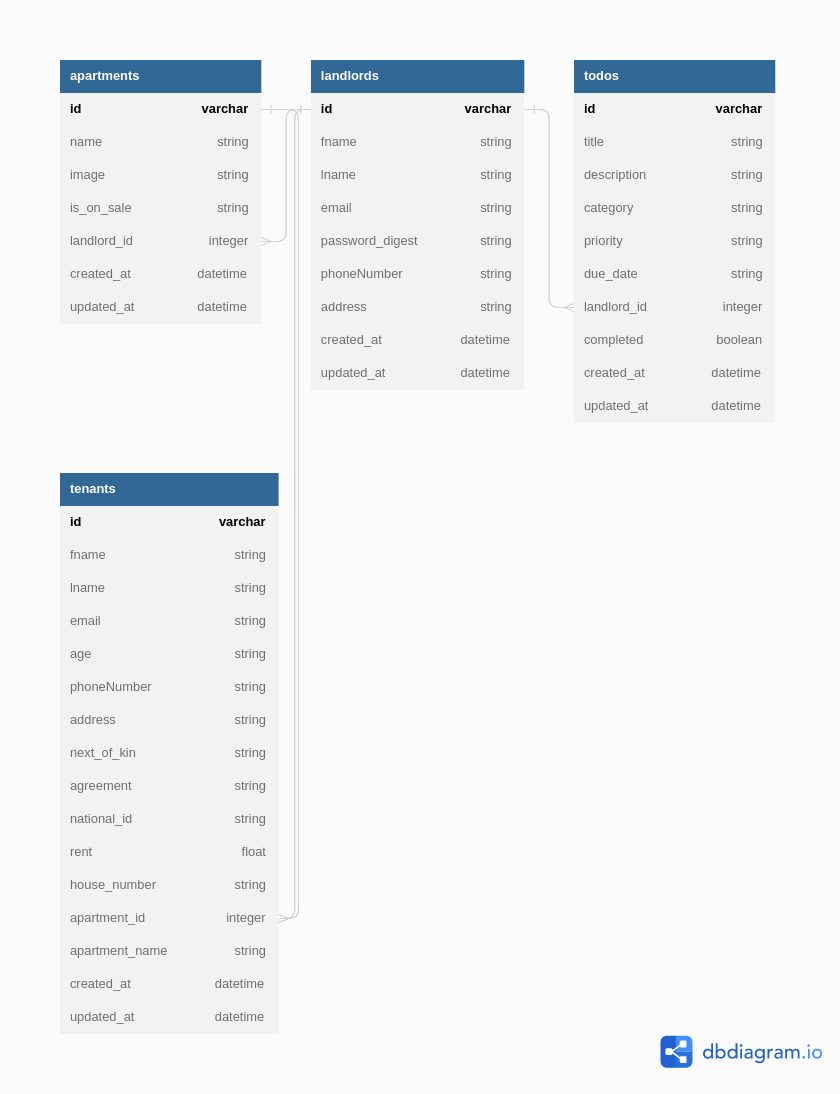 apartments
id varchar
name string
image string
is_on_sale string
landlord_id integer
created_at datetime
updated_at datetime
landlords
id varchar
fname string
lname string
email string
password_digest string
phoneNumber string
address string
created_at datetime
updated_at datetime
todos
id varchar
title string
description string
category string
priority string
due_date string
landlord_id integer
completed boolean
created_at datetime
updated_at datetime
tenants
id varchar
fname string
lname string
email string
age string
phoneNumber string
address string
next_of_kin string
agreement string
national_id string
rent float
house_number string
apartment_id integer
apartment_name string
created_at datetime
updated_at datetime
dbdiagram.io